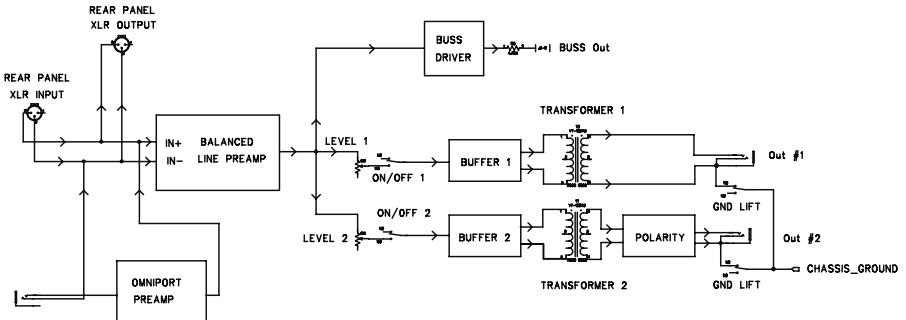 REAR PANEL
XLR OUTPUT
REAR PANEL
XLR INPUT
IN+
IN-
BALANCED
LINE PREAMP
OMNIPORT
PREAMP
BUSS
DRIVER
BUSS Out
LEVEL 1
ON/OFF 1
BUFFER 1
TRANSFORMER 1
Out #1
GND LIFT
LEVEL 2
ON/OFF 2
BUFFER 2
TRANSFORMER 2
POLARITY
Out #2
GND LIFT
CHASSIS_GROUND